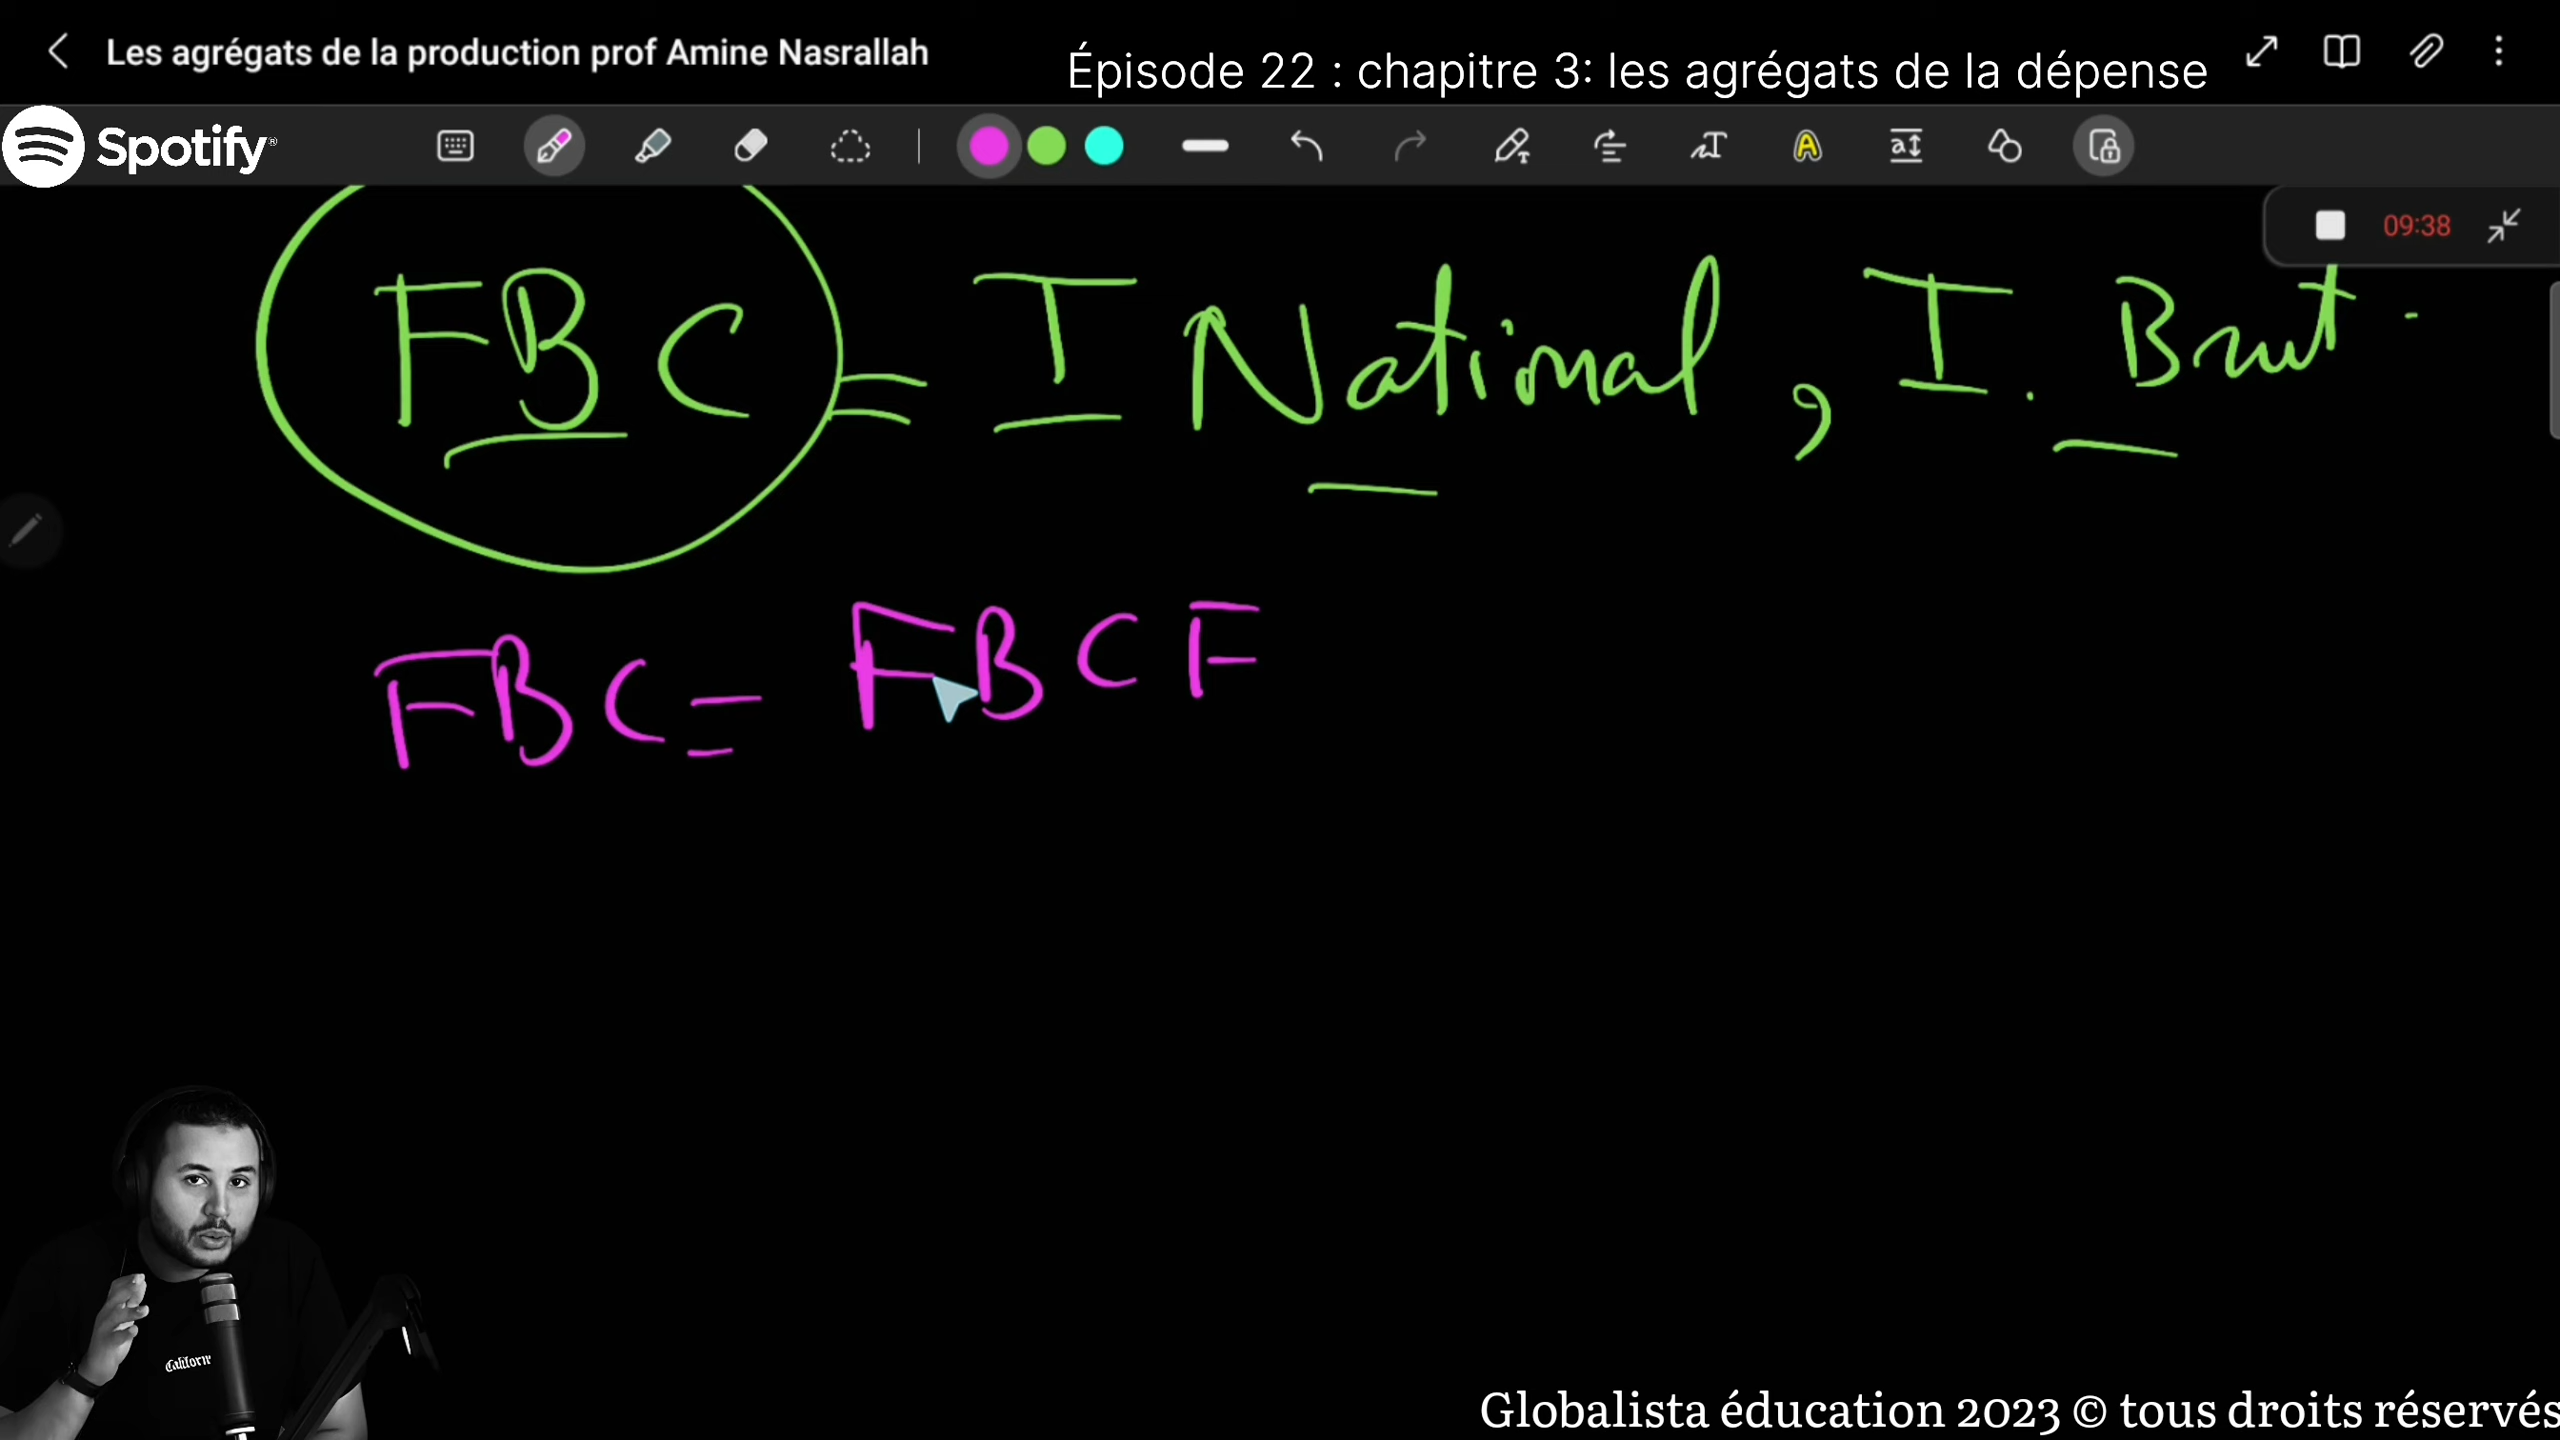 Les agrégats de la production prof Amine Nasrallah
Épisode 22 : chapitre 3: les agrégats de la dépense
Spotify®
09:38
FBC = I National, I. Brut.
FBC = FBCF
Globalista éducation 2023 © tous droits réservés